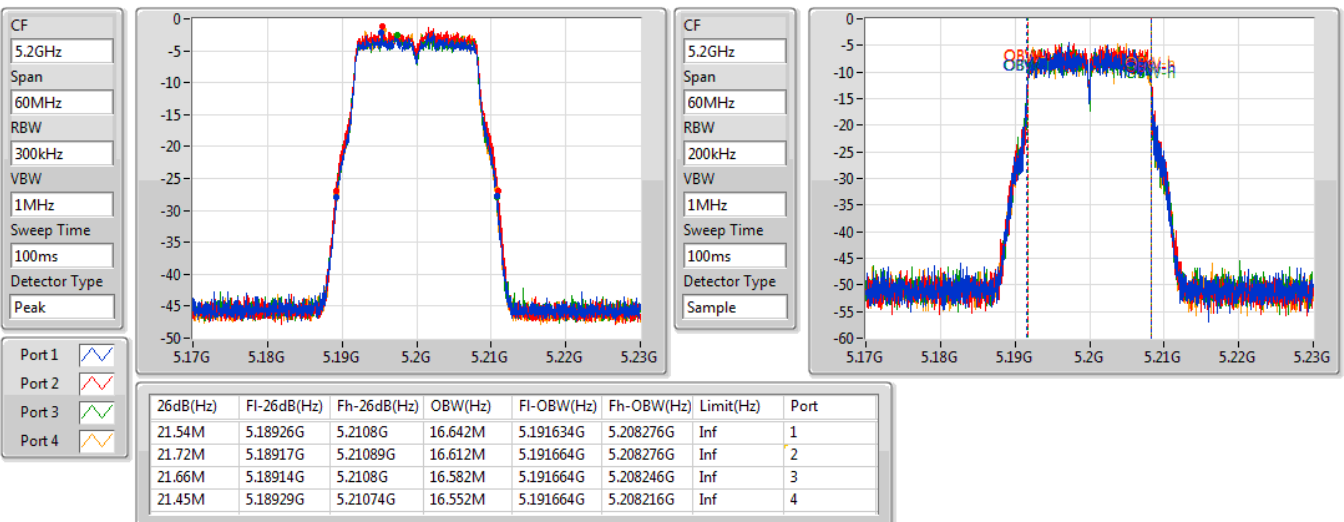 CF
5.2GHz
Span
60MHz
RBW
300kHz
VBW
1MHz
Sweep Time
100ms
Detector Type
Peak
0
-5
-10
-15
-20
-25
-30
-35
-40
-45
-50
5.17G 5.18G 5.19G 5.2G 5.21G 5.22G 5.23G
CF
5.2GHz
Span
60MHz
RBW
200kHz
VBW
1MHz
Sweep Time
100ms
Detector Type
Sample
0
-5
-10
-15
-20
-25
-30
-35
-40
-45
-50
-55
-60
5.17G 5.18G 5.19G 5.2G 5.21G 5.22G 5.23G
Port 1
Port 2
Port 3
Port 4
26dB(Hz) Fl-26dB(Hz) Fh-26dB(Hz) OBW(Hz) Fl-OBW(Hz) Fh-OBW(Hz) Limit(Hz) Port
21.54M 5.18926G 5.2108G 16.642M 5.191634G 5.208276G Inf 1
21.72M 5.18917G 5.21089G 16.612M 5.191664G 5.208276G Inf 2
21.66M 5.18914G 5.2108G 16.582M 5.191664G 5.208246G Inf 3
21.45M 5.18929G 5.21074G 16.552M 5.191664G 5.208216G Inf 4